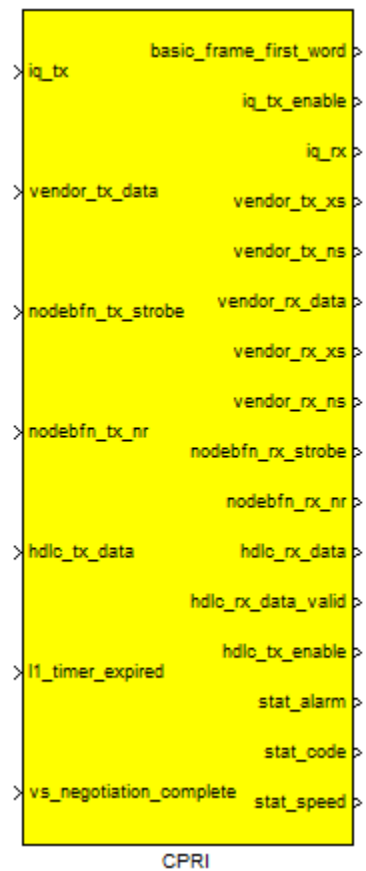 iq_tx
vendor_tx_data
nodebfn_tx_strobe
nodebfn_tx_nr
hdlc_tx_data
l1_timer_expired
vs_negotiation_complete
basic_frame_first_word
iq_tx_enable
iq_rx
vendor_tx_xs
vendor_tx_ns
vendor_rx_data
vendor_rx_xs
vendor_rx_ns
nodebfn_rx_strobe
nodebfn_rx_nr
hdlc_rx_data
hdlc_rx_data_valid
hdlc_tx_enable
stat_alarm
stat_code
stat_speed
CPRI